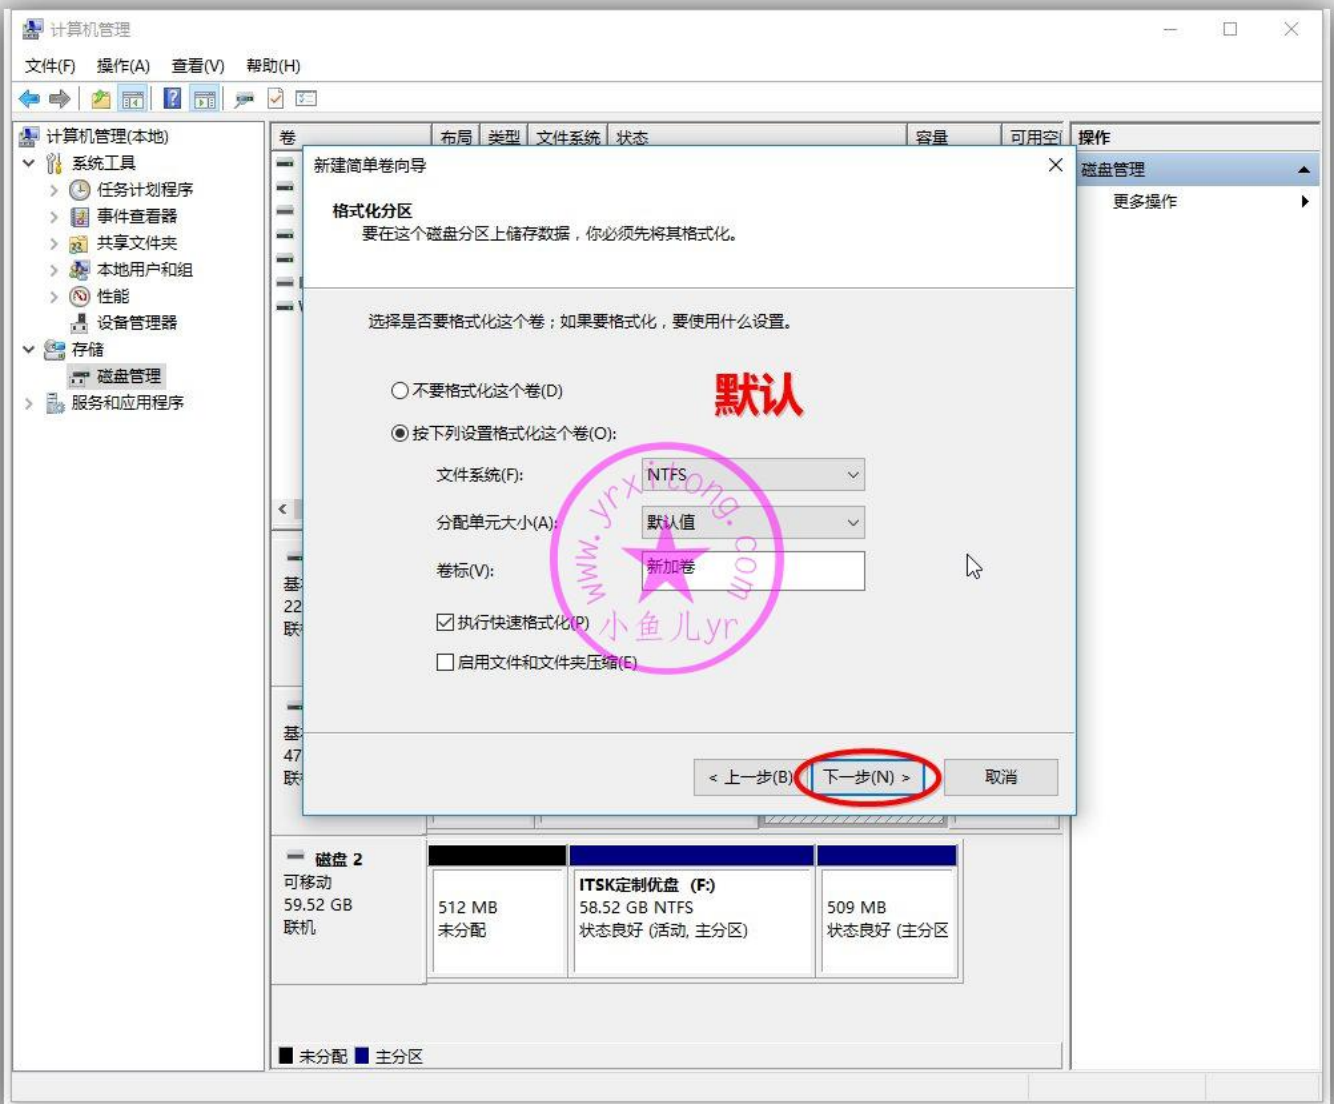 计算机管理
文件(F) 操作(A) 查看(V) 帮助(H)
计算机管理(本地)
系统工具
任务计划程序
事件查看器
共享文件夹
本地用户和组
性能
设备管理器
存储
磁盘管理
服务和应用程序
卷 布局 类型 文件系统 状态 容量 可用空
操作
磁盘管理
更多操作
新建简单卷向导
格式化分区
要在这个磁盘分区上储存数据，你必须先将其格式化。
选择是否要格式化这个卷；如果要格式化，要使用什么设置。
默认
不要格式化这个卷(D)
按下列设置格式化这个卷(O):
文件系统(F): NTFS
分配单元大小(A): 默认值
卷标(V): 新加卷
执行快速格式化(P)
启用文件和文件夹压缩(E)
www.yrxitong.com
小鱼儿yr
< 上一步(B) 下一步(N) > 取消
基
22
联
基
47
联
磁盘 2
可移动
59.52 GB
联机
512 MB
未分配
ITSK定制优盘 (F:)
58.52 GB NTFS
状态良好 (活动, 主分区)
509 MB
状态良好 (主分区
未分配 主分区